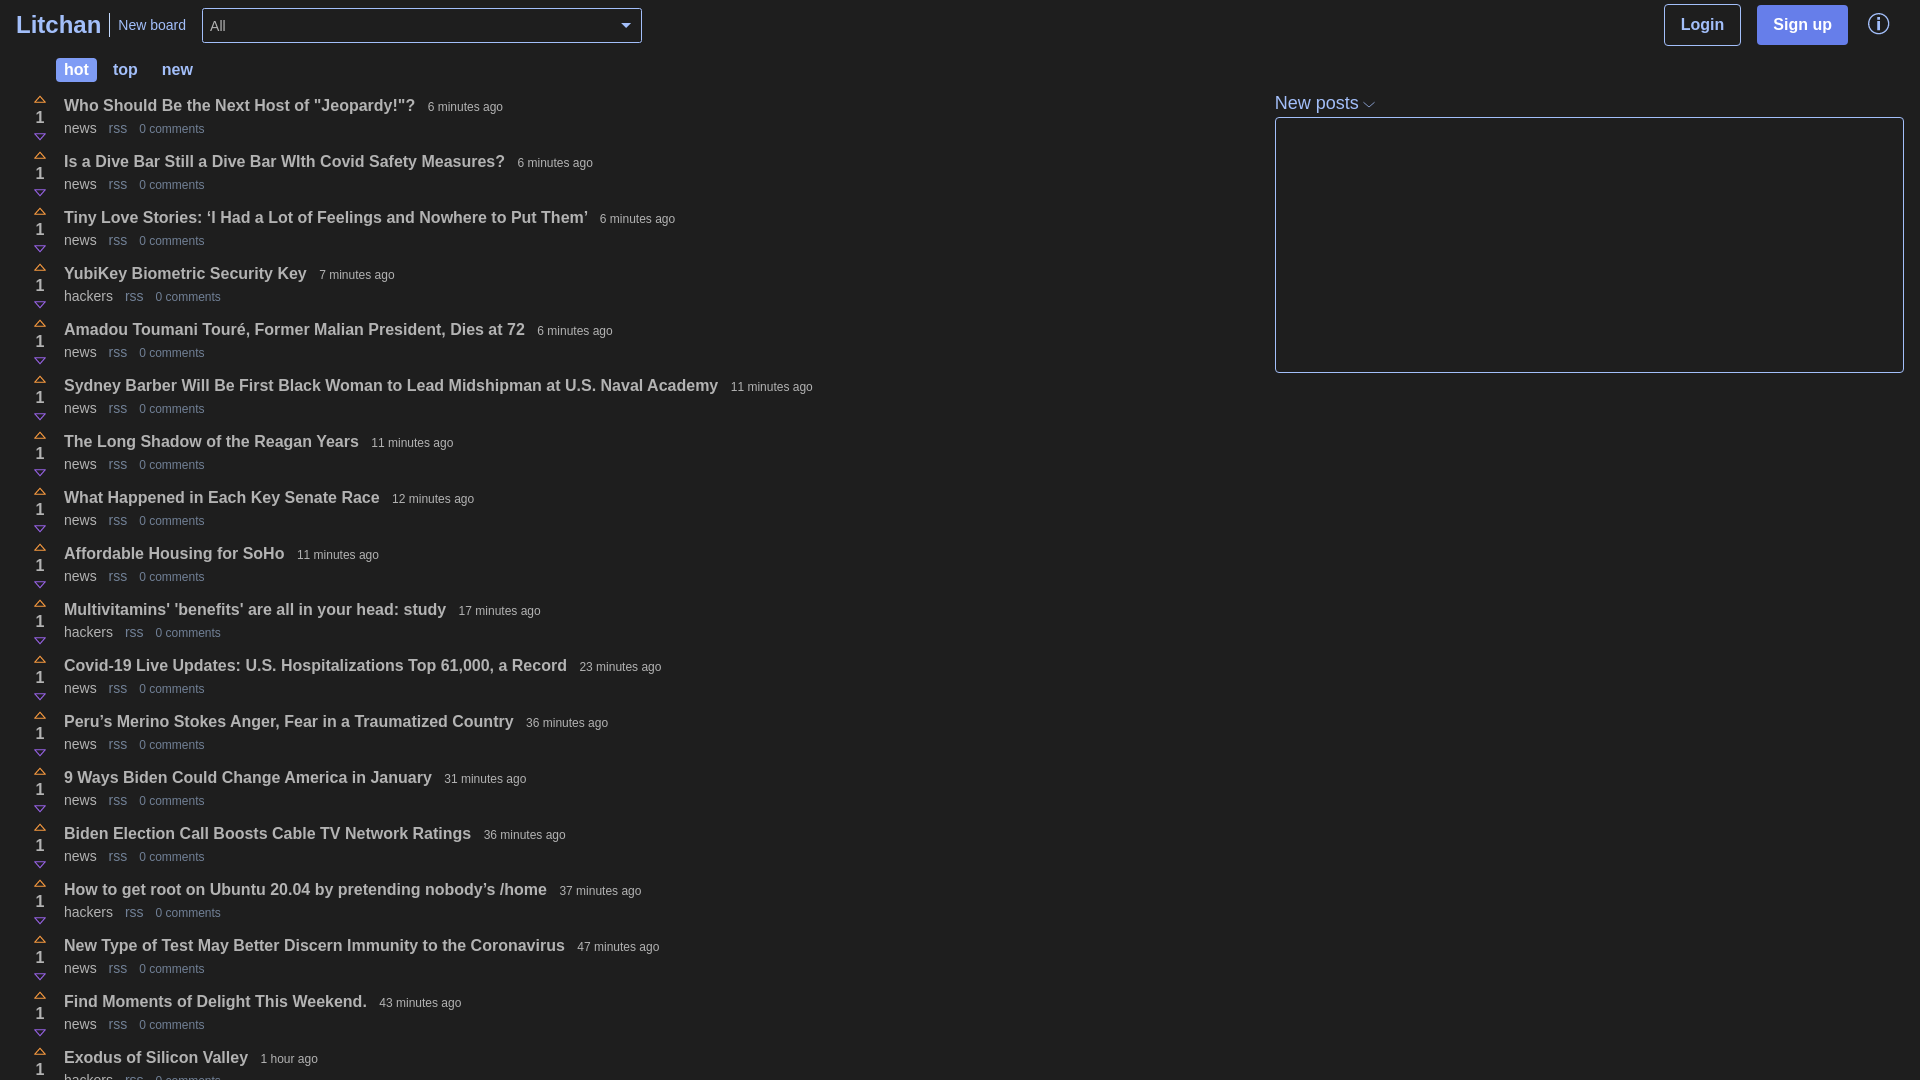 Litchan New board All Login Sign up
hot top new
Who Should Be the Next Host of "Jeopardy!"? 6 minutes ago
1
news rss 0 comments
Is a Dive Bar Still a Dive Bar WIth Covid Safety Measures? 6 minutes ago
1
news rss 0 comments
Tiny Love Stories: ‘I Had a Lot of Feelings and Nowhere to Put Them’ 6 minutes ago
1
news rss 0 comments
YubiKey Biometric Security Key 7 minutes ago
1
hackers rss 0 comments
Amadou Toumani Touré, Former Malian President, Dies at 72 6 minutes ago
1
news rss 0 comments
Sydney Barber Will Be First Black Woman to Lead Midshipman at U.S. Naval Academy 11 minutes ago
1
news rss 0 comments
The Long Shadow of the Reagan Years 11 minutes ago
1
news rss 0 comments
What Happened in Each Key Senate Race 12 minutes ago
1
news rss 0 comments
Affordable Housing for SoHo 11 minutes ago
1
news rss 0 comments
Multivitamins' 'benefits' are all in your head: study 17 minutes ago
1
hackers rss 0 comments
Covid-19 Live Updates: U.S. Hospitalizations Top 61,000, a Record 23 minutes ago
1
news rss 0 comments
Peru’s Merino Stokes Anger, Fear in a Traumatized Country 36 minutes ago
1
news rss 0 comments
9 Ways Biden Could Change America in January 31 minutes ago
1
news rss 0 comments
Biden Election Call Boosts Cable TV Network Ratings 36 minutes ago
1
news rss 0 comments
How to get root on Ubuntu 20.04 by pretending nobody’s /home 37 minutes ago
1
hackers rss 0 comments
New Type of Test May Better Discern Immunity to the Coronavirus 47 minutes ago
1
news rss 0 comments
Find Moments of Delight This Weekend. 43 minutes ago
1
news rss 0 comments
Exodus of Silicon Valley 1 hour ago
1
hackers rss 0 comments
New posts